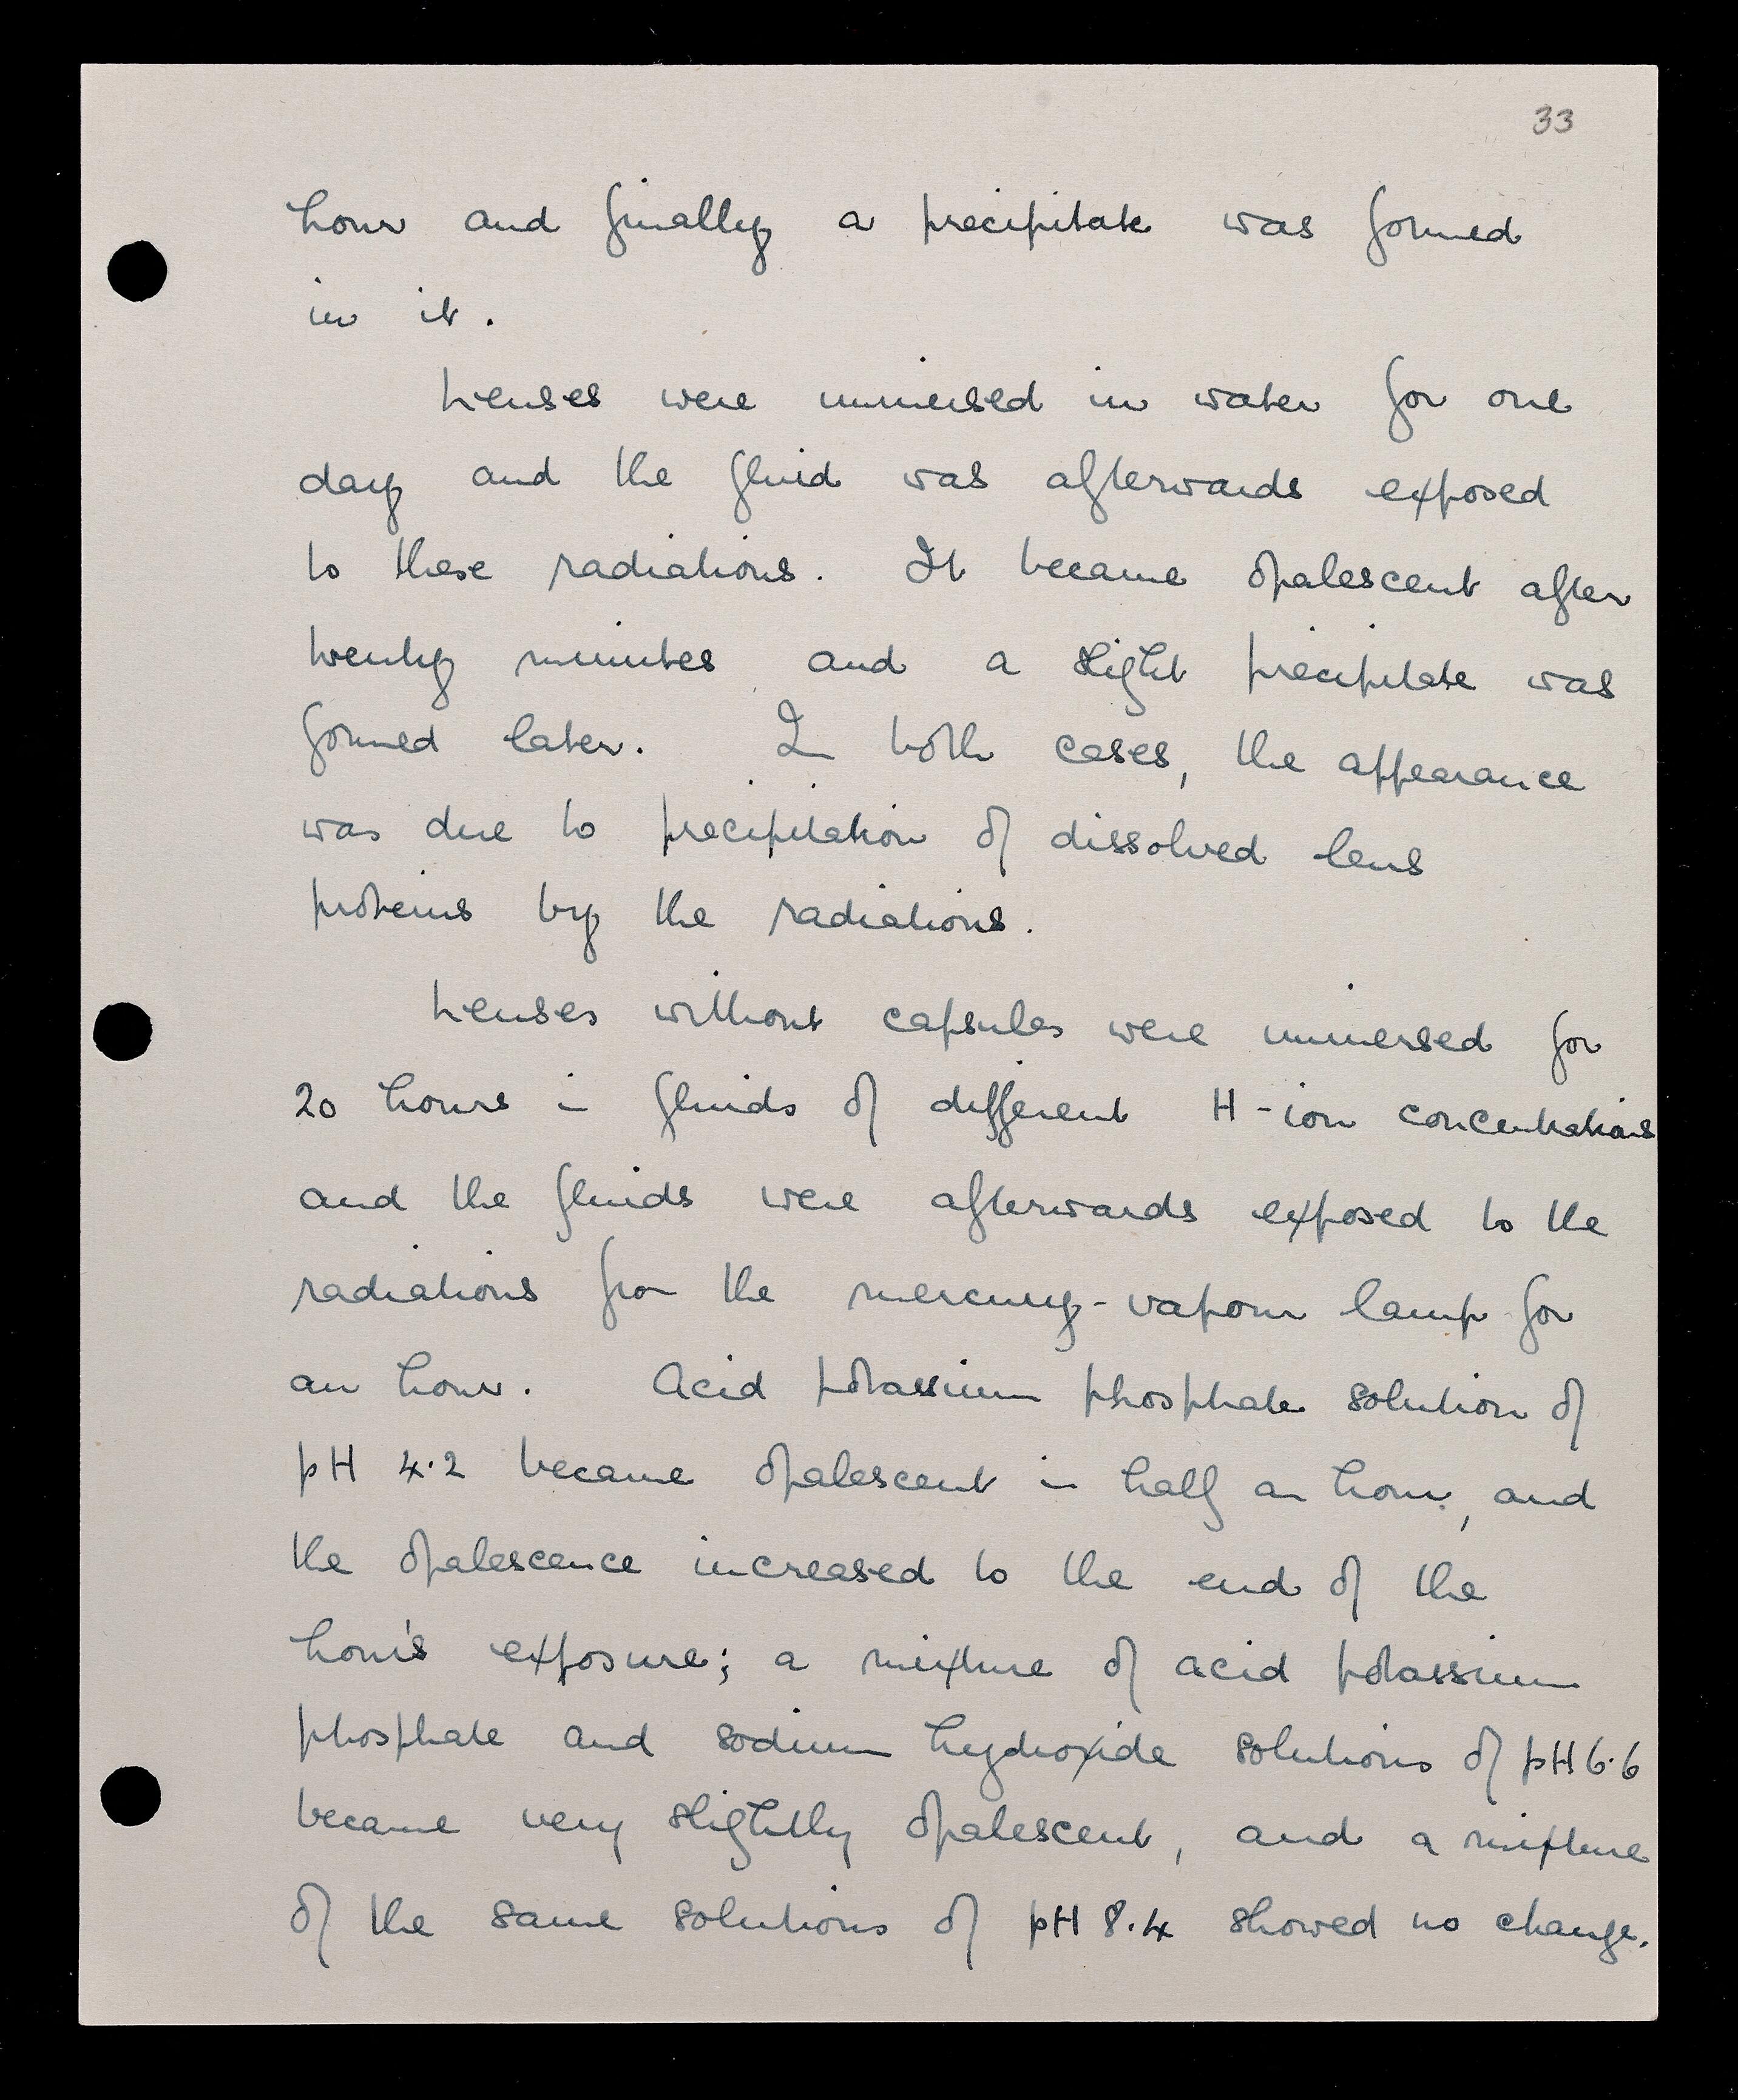 33
hour and finally a precipitate was formed
in it.
Lenses were immersed in water for one
day and the fluid was afterwards exposed
to these radiations. It became opalescent after
twenty minutes and a slight precipitate was
formed later. In both cases, the appearance
was due to precipitation of dissolved lens
proteins by the radiations.
Lenses without capsules were immersed for
20 hours in fluids of different H-ion concentrations
and the fluids were afterwards exposed to the
radiations from the mercury-vapour lamp for
an hour. Acid potassium phosphate solution of
pH 4.2 became opalescent in half an hour, and
the opalescence increased to the end of the
hour's exposure; a mixture of acid potassium
phosphate and sodium hydroxide solutions of pH 6.6
became very slightly opalescent, and a mixture
of the same solutions of pH 8.4 showed no change.